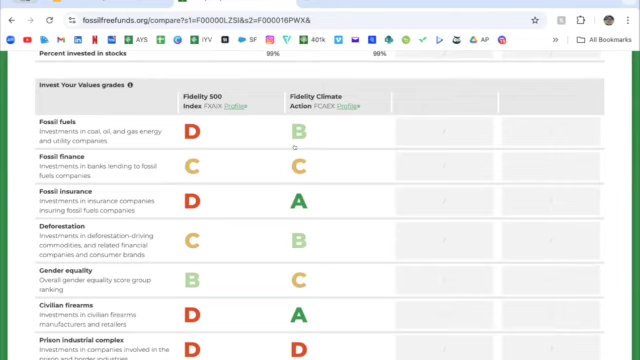 fossilfreefunds.org/compare?s1=F00000LZSI&s2=F000016PWX&
AYS IYV SF 401k AP All Bookmarks
Percent invested in stocks 99% 99%
Invest Your Values grades
Fidelity 500 Fidelity Climate
Index FXAIX Profile» Action FGAEX Profile»
Fossil fuels
Investments in coal, oil, and gas energy
and utility companies
D B
Fossil finance
Investments in banks lending to fossil
fuels companies
C C
Fossil insurance
Investments in insurance companies
insuring fossil fuels companies
D A
Deforestation
Investments in deforestation-driving
commodities, and related financial
companies and consumer brands
C B
Gender equality
Overall gender equality score group
ranking
B C
Civilian firearms
Investments in civilian firearms
manufacturers and retailers
D A
Prison industrial complex
Investments in companies involved in the
prison and border industries
D D